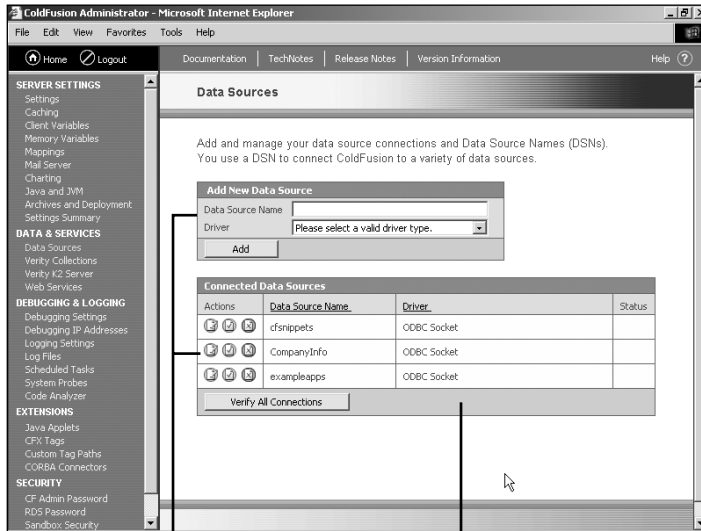 ColdFusion Administrator - Microsoft Internet Explorer
File Edit View Favorites Tools Help
Home Logout
Documentation TechNotes Release Notes Version Information Help ?
SERVER SETTINGS
Settings
Caching
Client Variables
Memory Variables
Mappings
Mail Server
Charting
Java and JVM
Archives and Deployment
Settings Summary
DATA & SERVICES
Data Sources
Verity Collections
Verity K2 Server
Web Services
DEBUGGING & LOGGING
Debugging Settings
Debugging IP Addresses
Logging Settings
Log Files
Scheduled Tasks
System Probes
Code Analyzer
EXTENSIONS
Java Applets
CFX Tags
Custom Tag Paths
CORBA Connectors
SECURITY
CF Admin Password
RDS Password
Sandbox Security
Data Sources
Add and manage your data source connections and Data Source Names (DSNs).
You use a DSN to connect ColdFusion to a variety of data sources.
Add New Data Source
Data Source Name
Driver Please select a valid driver type.
Add
Connected Data Sources
Actions Data Source Name Driver Status
cfsnippets ODBC Socket
CompanyInfo ODBC Socket
exampleapps ODBC Socket
Verify All Connections